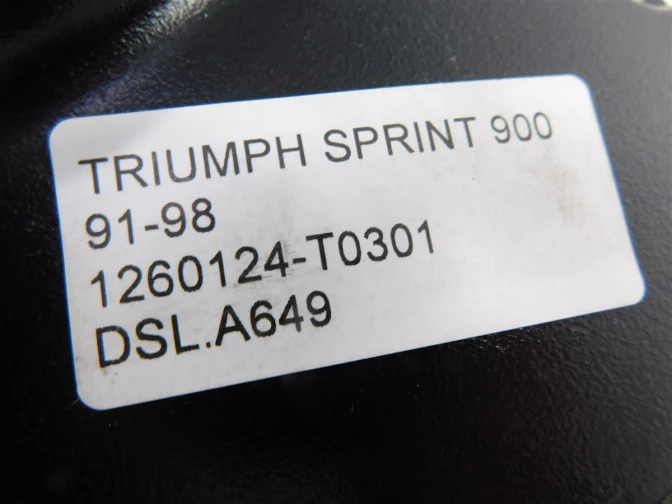 TRIUMPH SPRINT 900
91-98
1260124-T0301
DSL.A649